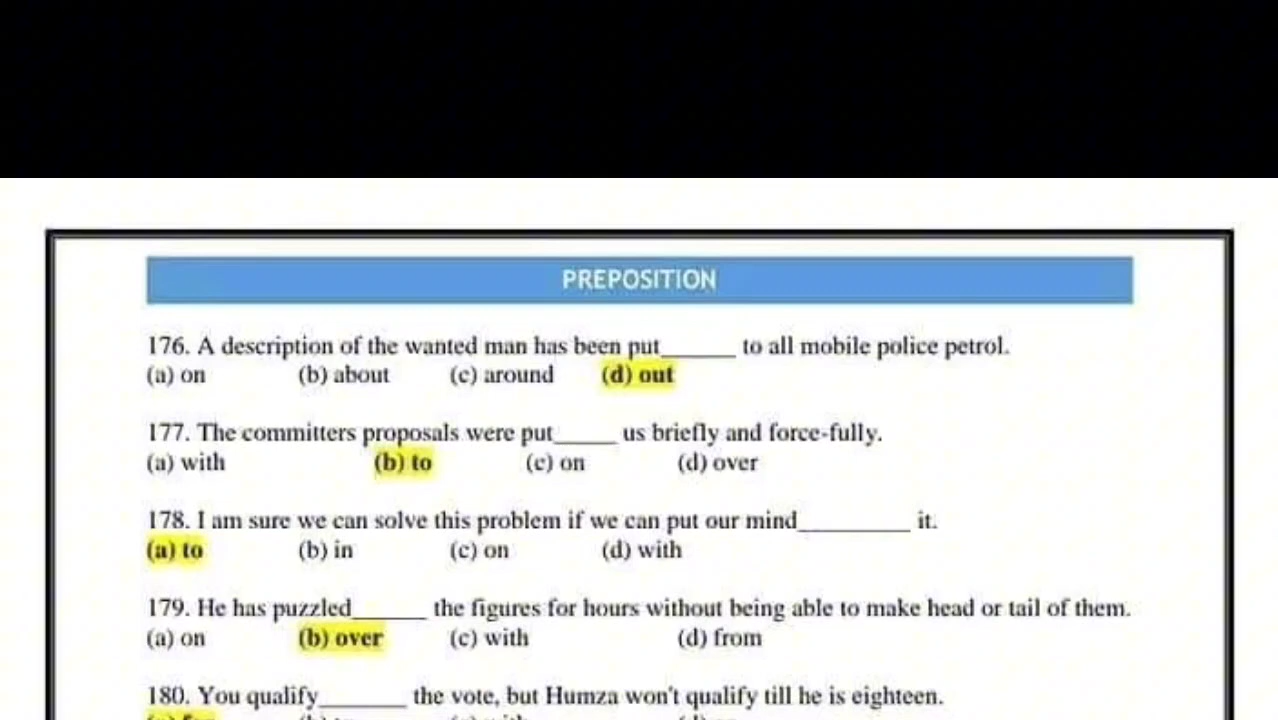 PREPOSITION
176. A description of the wanted man has been put______ to all mobile police petrol.
(a) on (b) about (c) around (d) out
177. The committers proposals were put_____ us briefly and force-fully.
(a) with (b) to (c) on (d) over
178. I am sure we can solve this problem if we can put our mind_________ it.
(a) to (b) in (c) on (d) with
179. He has puzzled______ the figures for hours without being able to make head or tail of them.
(a) on (b) over (c) with (d) from
180. You qualify_______ the vote, but Humza won't qualify till he is eighteen.